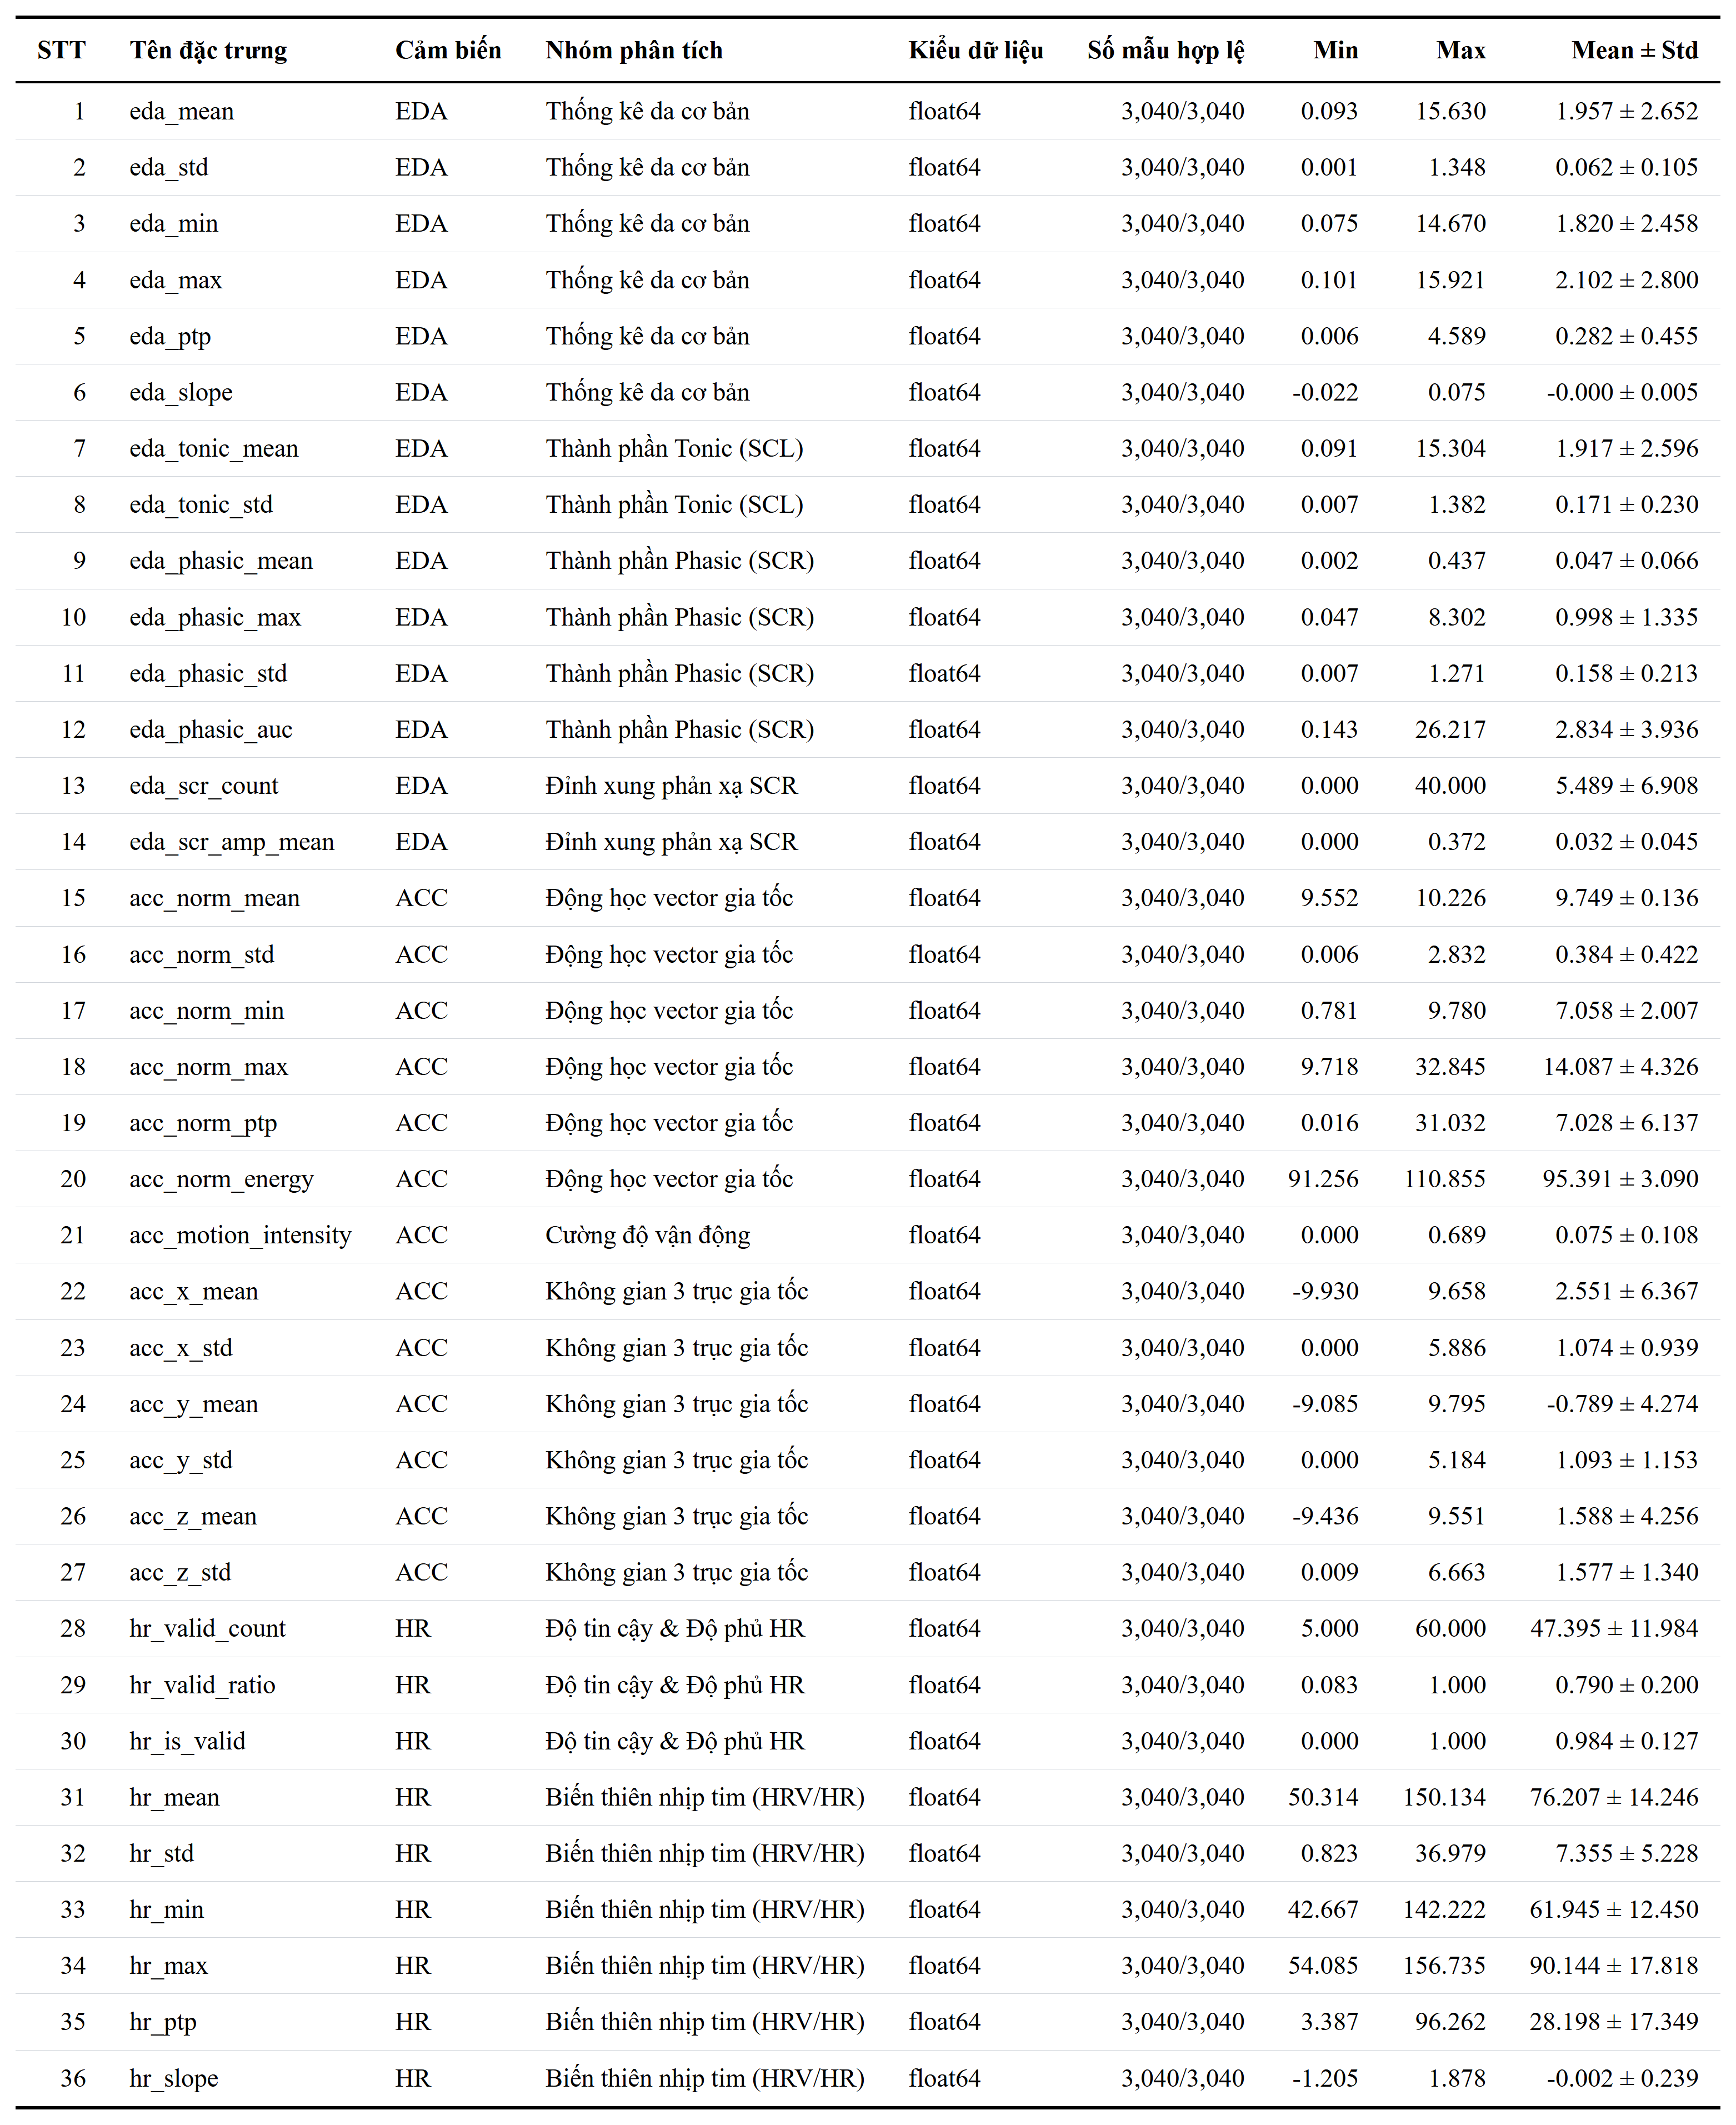 STT Tên đặc trưng Cảm biến Nhóm phân tích Kiểu dữ liệu Số mẫu hợp lệ Min Max Mean ± Std
1 eda_mean EDA Thống kê da cơ bản float64 3,040/3,040 0.093 15.630 1.957 ± 2.652
2 eda_std EDA Thống kê da cơ bản float64 3,040/3,040 0.001 1.348 0.062 ± 0.105
3 eda_min EDA Thống kê da cơ bản float64 3,040/3,040 0.075 14.670 1.820 ± 2.458
4 eda_max EDA Thống kê da cơ bản float64 3,040/3,040 0.101 15.921 2.102 ± 2.800
5 eda_ptp EDA Thống kê da cơ bản float64 3,040/3,040 0.006 4.589 0.282 ± 0.455
6 eda_slope EDA Thống kê da cơ bản float64 3,040/3,040 -0.022 0.075 -0.000 ± 0.005
7 eda_tonic_mean EDA Thành phần Tonic (SCL) float64 3,040/3,040 0.091 15.304 1.917 ± 2.596
8 eda_tonic_std EDA Thành phần Tonic (SCL) float64 3,040/3,040 0.007 1.382 0.171 ± 0.230
9 eda_phasic_mean EDA Thành phần Phasic (SCR) float64 3,040/3,040 0.002 0.437 0.047 ± 0.066
10 eda_phasic_max EDA Thành phần Phasic (SCR) float64 3,040/3,040 0.047 8.302 0.998 ± 1.335
11 eda_phasic_std EDA Thành phần Phasic (SCR) float64 3,040/3,040 0.007 1.271 0.158 ± 0.213
12 eda_phasic_auc EDA Thành phần Phasic (SCR) float64 3,040/3,040 0.143 26.217 2.834 ± 3.936
13 eda_scr_count EDA Đỉnh xung phản xạ SCR float64 3,040/3,040 0.000 40.000 5.489 ± 6.908
14 eda_scr_amp_mean EDA Đỉnh xung phản xạ SCR float64 3,040/3,040 0.000 0.372 0.032 ± 0.045
15 acc_norm_mean ACC Động học vector gia tốc float64 3,040/3,040 9.552 10.226 9.749 ± 0.136
16 acc_norm_std ACC Động học vector gia tốc float64 3,040/3,040 0.006 2.832 0.384 ± 0.422
17 acc_norm_min ACC Động học vector gia tốc float64 3,040/3,040 0.781 9.780 7.058 ± 2.007
18 acc_norm_max ACC Động học vector gia tốc float64 3,040/3,040 9.718 32.845 14.087 ± 4.326
19 acc_norm_ptp ACC Động học vector gia tốc float64 3,040/3,040 0.016 31.032 7.028 ± 6.137
20 acc_norm_energy ACC Động học vector gia tốc float64 3,040/3,040 91.256 110.855 95.391 ± 3.090
21 acc_motion_intensity ACC Cường độ vận động float64 3,040/3,040 0.000 0.689 0.075 ± 0.108
22 acc_x_mean ACC Không gian 3 trục gia tốc float64 3,040/3,040 -9.930 9.658 2.551 ± 6.367
23 acc_x_std ACC Không gian 3 trục gia tốc float64 3,040/3,040 0.000 5.886 1.074 ± 0.939
24 acc_y_mean ACC Không gian 3 trục gia tốc float64 3,040/3,040 -9.085 9.795 -0.789 ± 4.274
25 acc_y_std ACC Không gian 3 trục gia tốc float64 3,040/3,040 0.000 5.184 1.093 ± 1.153
26 acc_z_mean ACC Không gian 3 trục gia tốc float64 3,040/3,040 -9.436 9.551 1.588 ± 4.256
27 acc_z_std ACC Không gian 3 trục gia tốc float64 3,040/3,040 0.009 6.663 1.577 ± 1.340
28 hr_valid_count HR Độ tin cậy & Độ phủ HR float64 3,040/3,040 5.000 60.000 47.395 ± 11.984
29 hr_valid_ratio HR Độ tin cậy & Độ phủ HR float64 3,040/3,040 0.083 1.000 0.790 ± 0.200
30 hr_is_valid HR Độ tin cậy & Độ phủ HR float64 3,040/3,040 0.000 1.000 0.984 ± 0.127
31 hr_mean HR Biến thiên nhịp tim (HRV/HR) float64 3,040/3,040 50.314 150.134 76.207 ± 14.246
32 hr_std HR Biến thiên nhịp tim (HRV/HR) float64 3,040/3,040 0.823 36.979 7.355 ± 5.228
33 hr_min HR Biến thiên nhịp tim (HRV/HR) float64 3,040/3,040 42.667 142.222 61.945 ± 12.450
34 hr_max HR Biến thiên nhịp tim (HRV/HR) float64 3,040/3,040 54.085 156.735 90.144 ± 17.818
35 hr_ptp HR Biến thiên nhịp tim (HRV/HR) float64 3,040/3,040 3.387 96.262 28.198 ± 17.349
36 hr_slope HR Biến thiên nhịp tim (HRV/HR) float64 3,040/3,040 -1.205 1.878 -0.002 ± 0.239